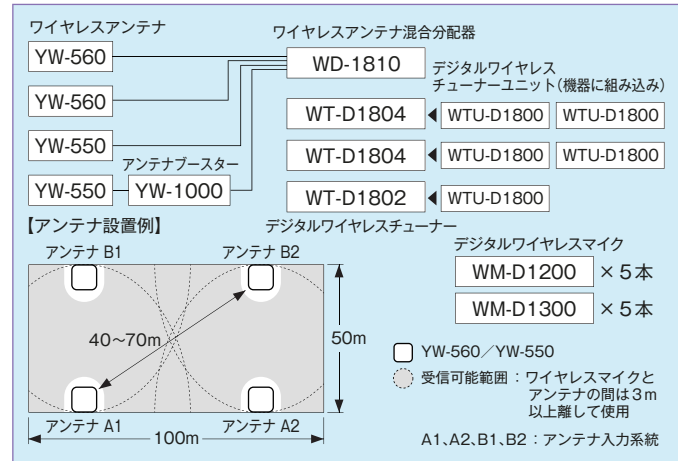 ワイヤレスアンテナ
YW-560
YW-560
YW-550
YW-550
アンテナブースター
YW-1000
ワイヤレスアンテナ混合分配器
WD-1810
デジタルワイヤレス
チューナーユニット(機器に組み込み)
WT-D1804
WTU-D1800
WTU-D1800
WT-D1804
WTU-D1800
WTU-D1800
WT-D1802
WTU-D1800
デジタルワイヤレスチューナー
【アンテナ設置例】
アンテナ B1
アンテナ B2
40〜70m
50m
アンテナ A1
アンテナ A2
100m
デジタルワイヤレスマイク
WM-D1200 ×5本
WM-D1300 ×5本
YW-560/YW-550
受信可能範囲:ワイヤレスマイクと
アンテナの間は3m
以上離して使用
A1、A2、B1、B2:アンテナ入力系統